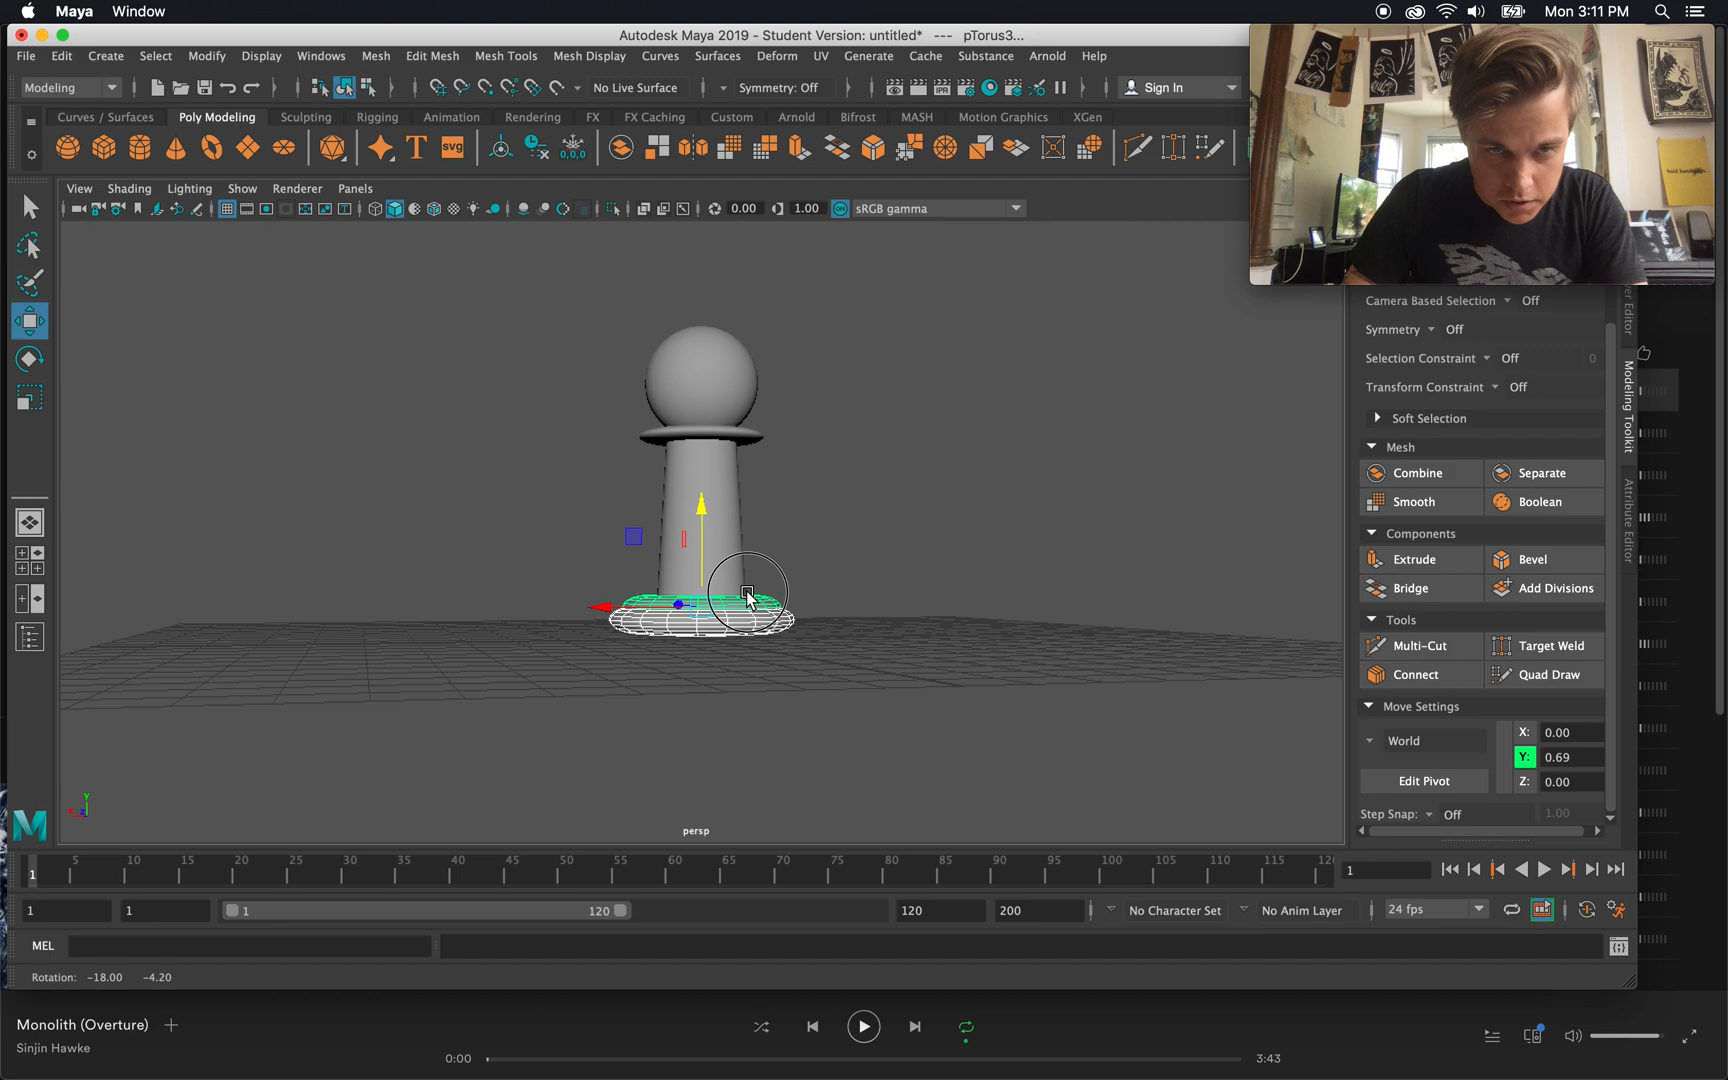 Maya Window Mon 3:11 PM
Autodesk Maya 2019 - Student Version: untitled* --- pTorus3...
File Edit Create Select Modify Display Windows Mesh Edit Mesh Mesh Tools Mesh Display Curves Surfaces Deform UV Generate Cache Substance Arnold Help
Modeling No Live Surface Symmetry: Off Sign In
Curves / Surfaces Poly Modeling Sculpting Rigging Animation Rendering FX FX Caching Custom Arnold Bifrost MASH Motion Graphics XGen
SVG T IPR 0,0,0
View Shading Lighting Show Renderer Panels
0.00 1.00 ON sRGB gamma
Camera Based Selection Off
Symmetry Off
Selection Constraint Off 0
Transform Constraint Off
Soft Selection
Mesh
Combine Separate
Smooth Boolean
Components
Extrude Bevel
Bridge Add Divisions
Tools
Multi-Cut Target Weld
Connect Quad Draw
Move Settings
X: 0.00
World
Y: 0.69
Edit Pivot Z: 0.00
Step Snap: Off 1.00
Modeling Toolkit
Attribute Editor
y
persp
5 10 15 20 25 30 35 40 45 50 55 60 65 70 75 80 85 90 95 100 105 110 115 12
1 1
1 1 1 120 120 200 No Character Set No Anim Layer 24 fps
MEL
Rotation: -18.00 -4.20
Monolith (Overture)
Sinjin Hawke
0:00 3:43